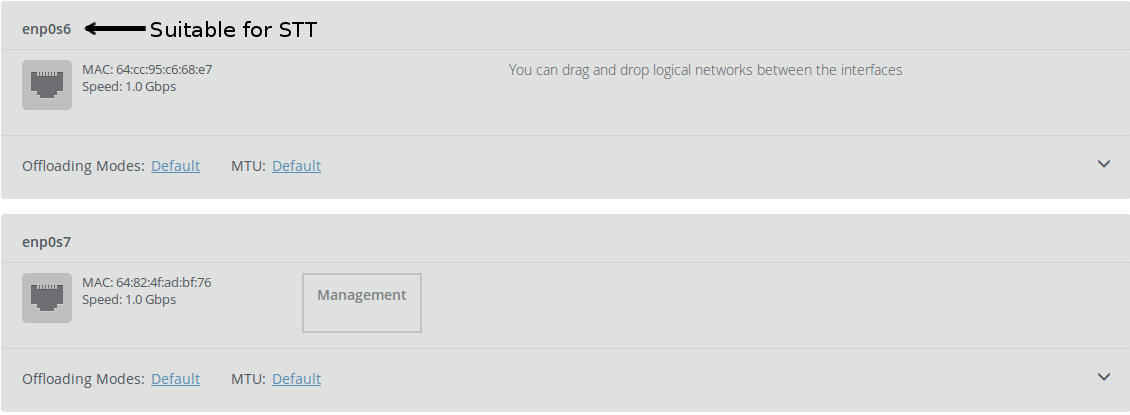 enp0s6 Suitable for STT
MAC: 64:cc:95:c6:68:e7
You can drag and drop logical networks between the interfaces
Speed: 1.0 Gbps
Offloading Modes: Default MTU: Default
enp0s7
MAC: 64:82:4f:ad:bf:76
Speed: 1.0 Gbps
Management
Offloading Modes: Default MTU: Default